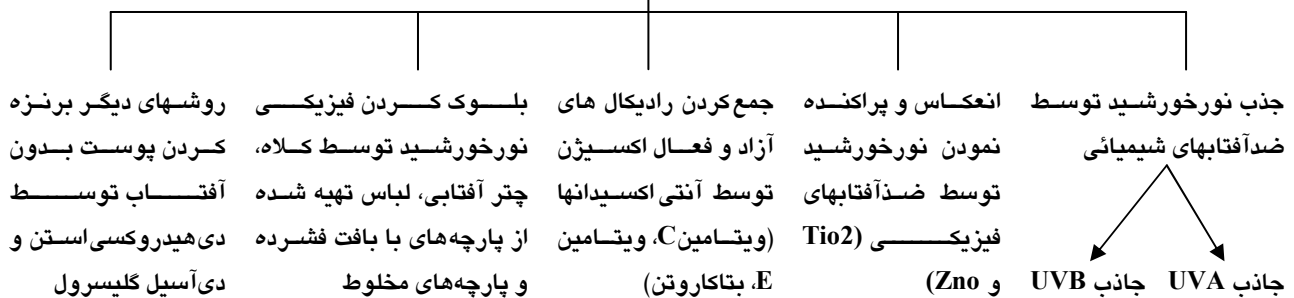 جذب نورخورشید توسط
ضدآفتابهای شیمیائی
جاذب UVA جاذب UVB
انعکاس و پراکنده
نمودن نورخورشید
توسط ضذآفتابهای
فیزیکی (Tio2
و Zno)
جمع‌کردن رادیکال های
آزاد و فعال اکسیژن
توسط آنتی‌اکسیدانها
(ویتامینC، ویتامین
E، بتاکاروتن)
بلوک کردن فیزیکی
نورخورشید توسط کلاه،
چتر آفتابی، لباس تهیه شده
از پارچه‌های با بافت فشرده
و پارچه‌های مخلوط
روشهای دیگر برنزه
کردن پوست بدون
آفتاب توسط
دی‌هیدروکسی‌استن و
دی‌آسیل گلیسرول